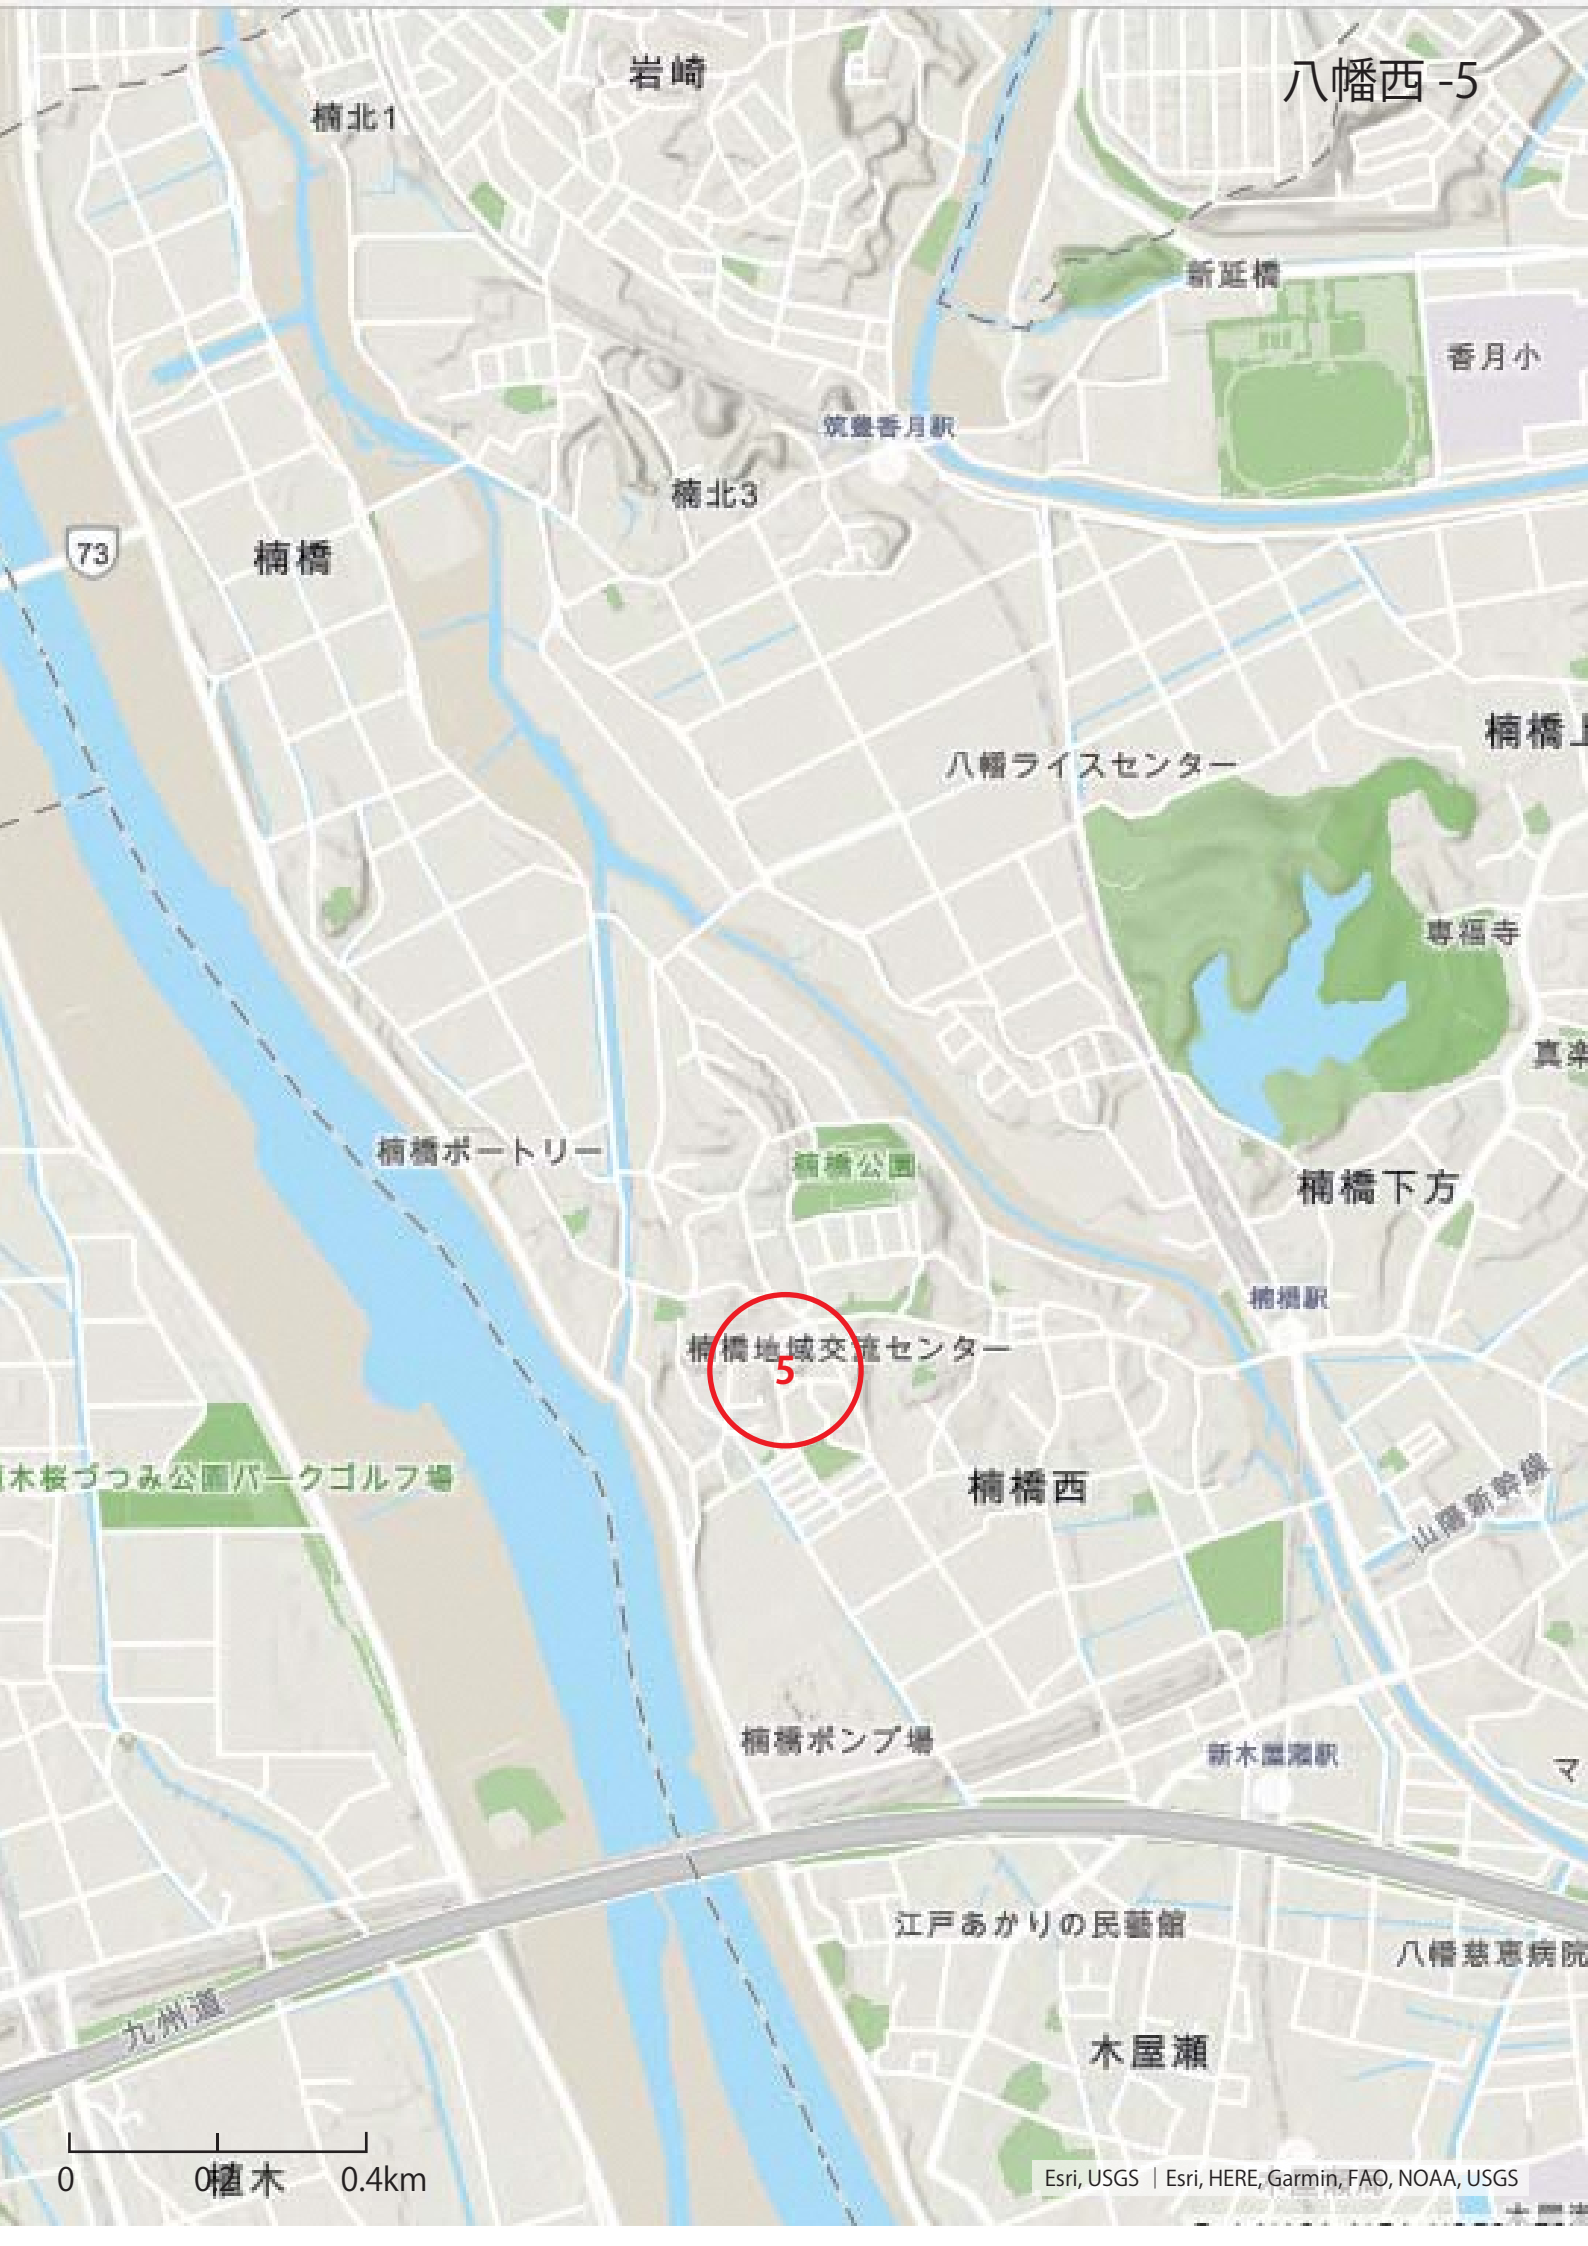 岩崎
八幡西 -5
楠北1
新延橋
香月小
筑豊香月駅
楠北3
73
楠橋
楠橋上
八幡ライスセンター
専福寺
真楽
楠橋ポートリー
楠橋公園
楠橋下方
楠橋駅
楠橋地域交流センター
5
木桜づつみ公園パークゴルフ場
楠橋西
山陽新幹線
楠橋ポンプ場
新木屋瀬駅
マ
江戸あかりの民藝館
八幡慈恵病院
九州道
木屋瀬
0 0.2 0.4km
植木
Esri, USGS | Esri, HERE, Garmin, FAO, NOAA, USGS